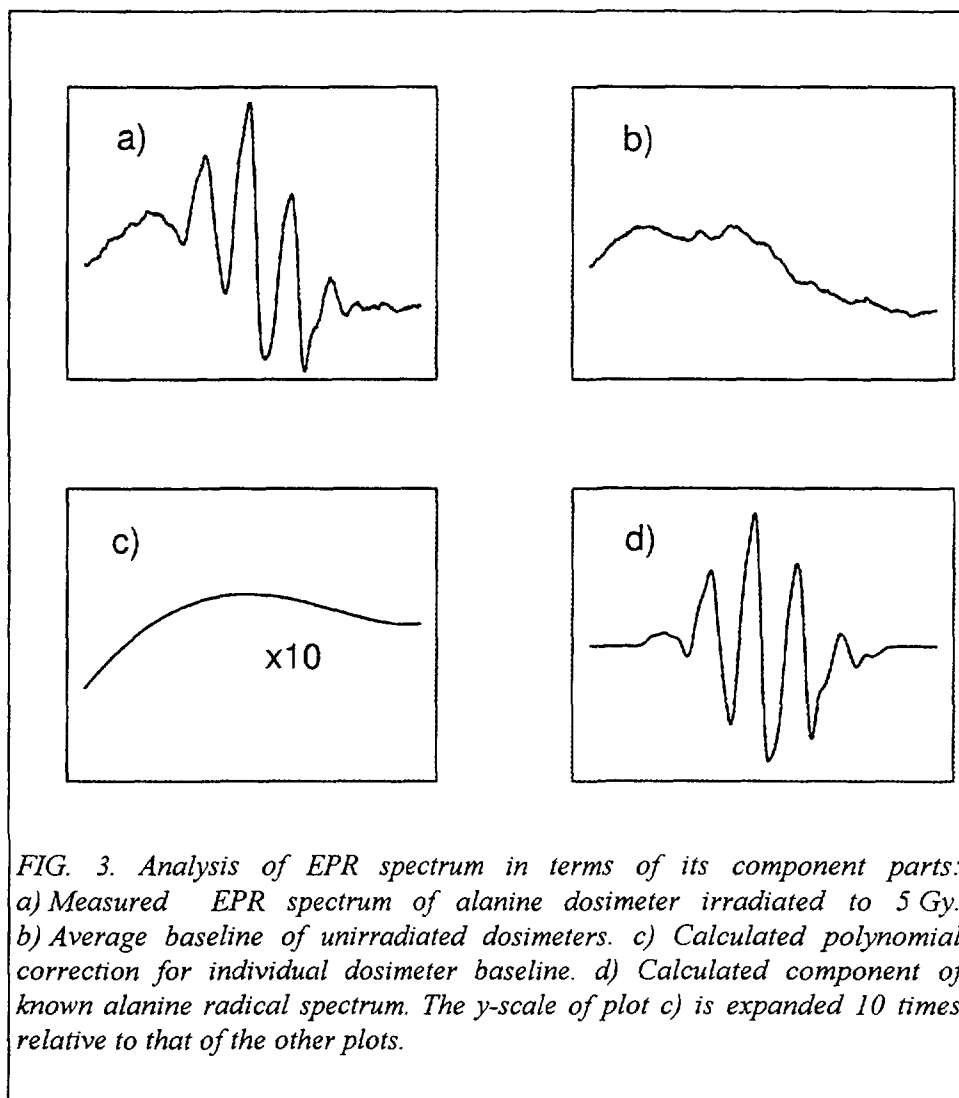 a)
b)
c)
x10
d)
FIG. 3. Analysis of EPR spectrum in terms of its component parts:
a) Measured EPR spectrum of alanine dosimeter irradiated to 5 Gy.
b) Average baseline of unirradiated dosimeters. c) Calculated polynomial
correction for individual dosimeter baseline. d) Calculated component of
known alanine radical spectrum. The y-scale of plot c) is expanded 10 times
relative to that of the other plots.